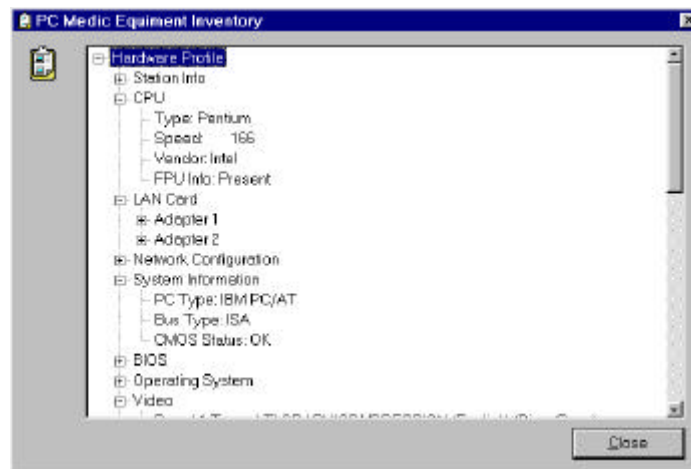 PC Medic Equiment Inventory
Hardware Profile
Station Info
CPU
Type: Pentium
Speed: 166
Vendor: Intel
FPU Info: Present
LAN Card
Adapter 1
Adapter 2
Network Configuration
System Information
PC Type: IBM PC/AT
Bus Type: ISA
CMOS Status: OK
BIOS
Operating System
Video
Close